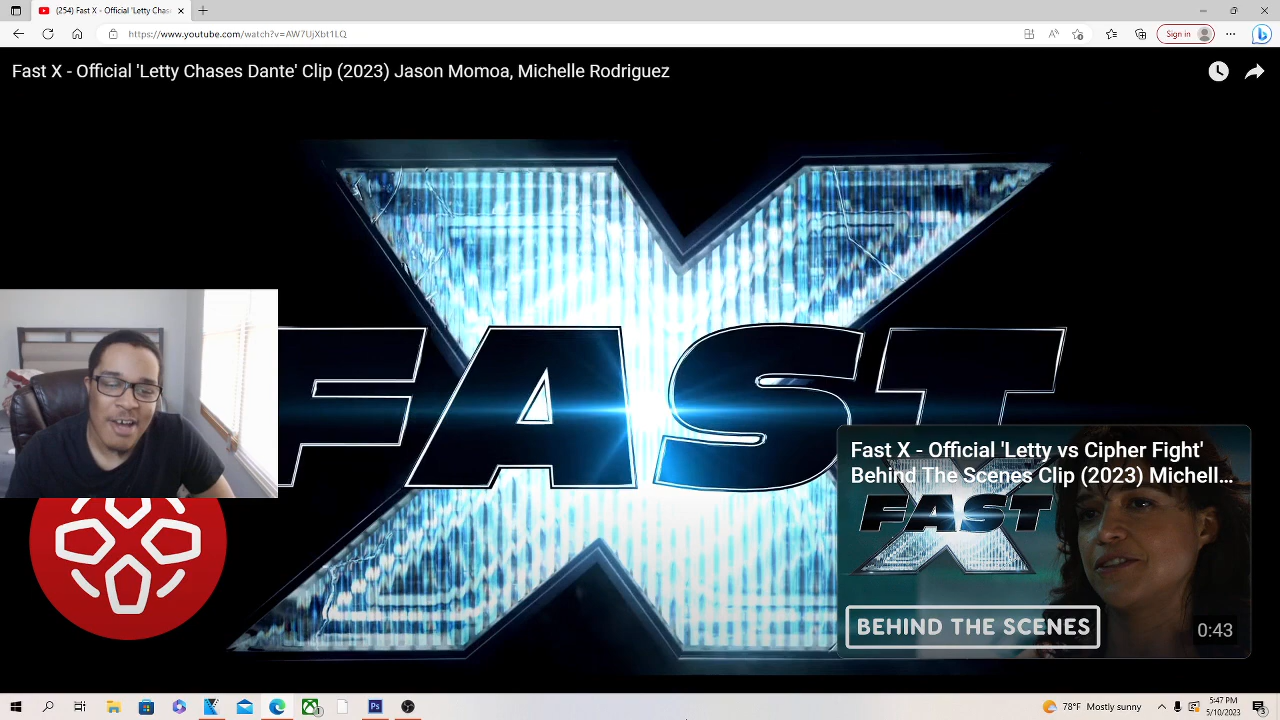 (254) Fast X - Official 'Letty Chas
https://www.youtube.com/watch?v=AW7UjXbt1LQ
Sign in
Fast X - Official 'Letty Chases Dante' Clip (2023) Jason Momoa, Michelle Rodriguez
FAST
Fast X - Official 'Letty vs Cipher Fight'
Behind The Scenes Clip (2023) Michell...
FAST
BEHIND THE SCENES
0:43
78°F Mostly sunny
5:47 PM
5/10/2023